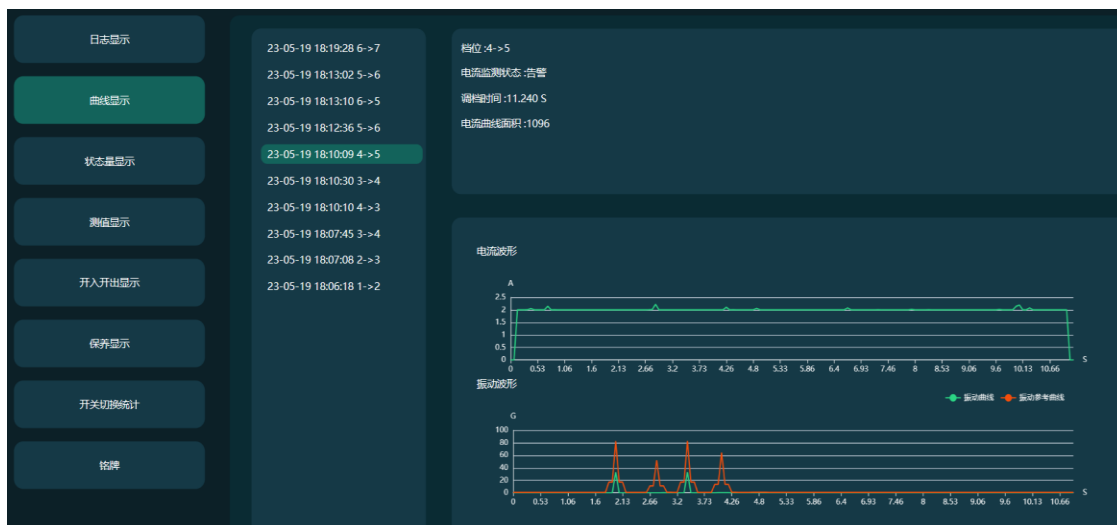 日志显示
曲线显示
状态量显示
测值显示
开入开出显示
保养显示
开关切换统计
铭牌
23-05-19 18:19:28 6->7
23-05-19 18:13:02 5->6
23-05-19 18:13:10 6->5
23-05-19 18:12:36 5->6
23-05-19 18:10:09 4->5
23-05-19 18:10:30 3->4
23-05-19 18:10:10 4->3
23-05-19 18:07:45 3->4
23-05-19 18:07:08 2->3
23-05-19 18:06:18 1->2
档位 :4->5
电流监测状态 :告警
调档时间 :11.240 S
电流曲线面积 :1096
电流波形
A
2.5
2
1.5
1
0.5
0
0 0.53 1.06 1.6 2.13 2.66 3.2 3.73 4.26 4.8 5.33 5.86 6.4 6.93 7.46 8 8.53 9.06 9.6 10.13 10.66 S
振动波形
振动曲线 振动参考曲线
G
100
80
60
40
20
0
0 0.53 1.06 1.6 2.13 2.66 3.2 3.73 4.26 4.8 5.33 5.86 6.4 6.93 7.46 8 8.53 9.06 9.6 10.13 10.66 S